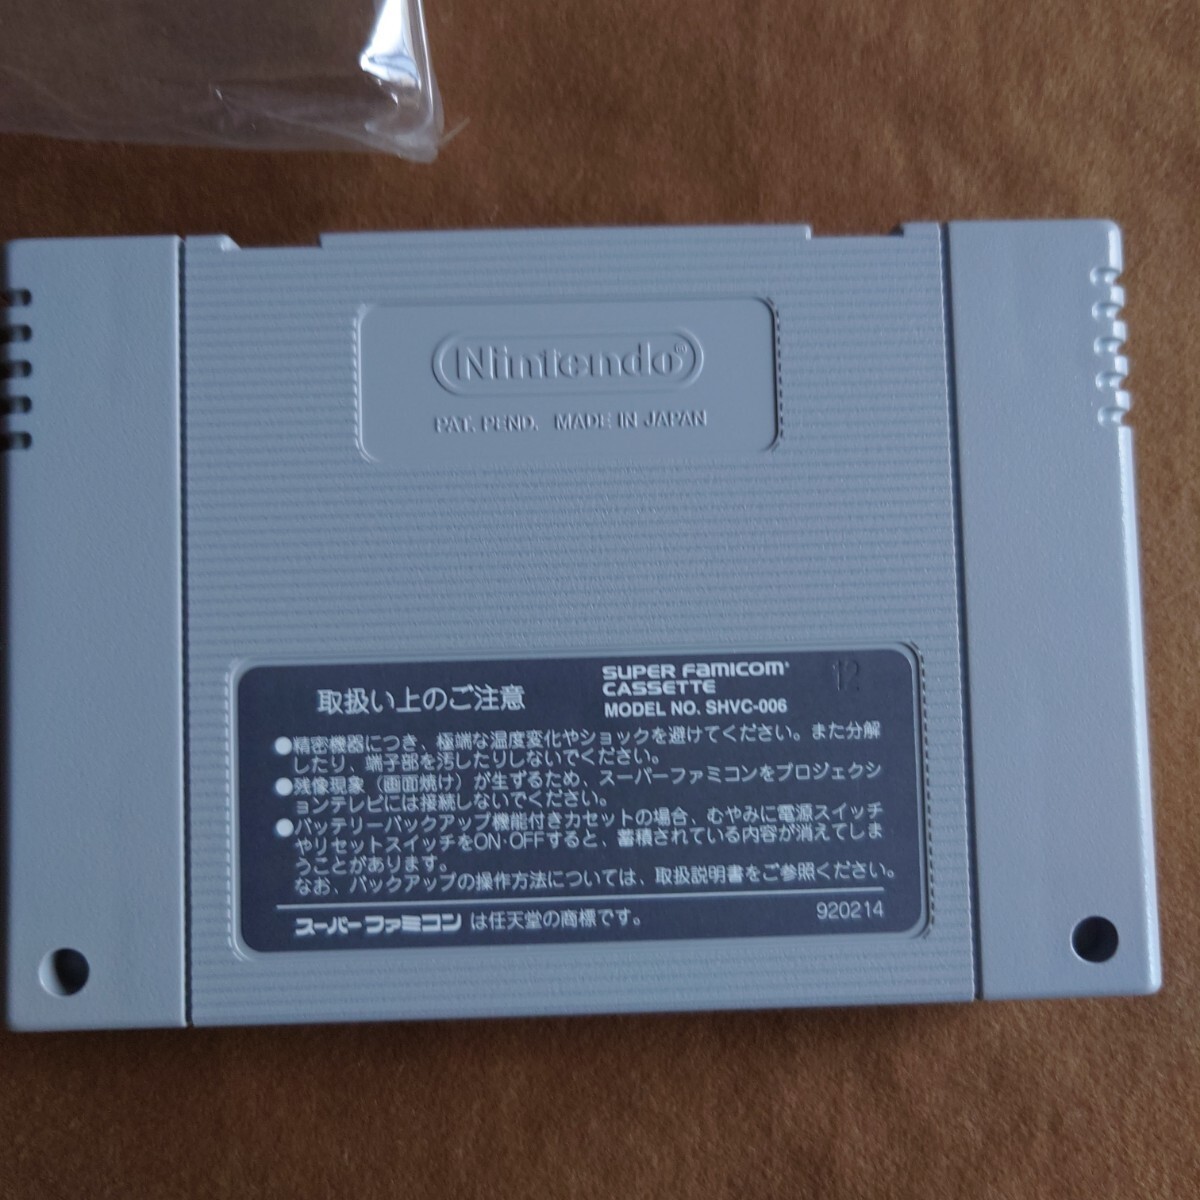 Nintendo®
PAT. PEND. MADE IN JAPAN
取扱い上のご注意
SUPER FAMICOM
CASSETTE
MODEL NO. SHVC-006
12
●精密機器につき、極端な温度変化やショックを避けてください。また分解
したり、端子部を汚したりしないでください。
●残像現象（画面焼け）が生ずるため、スーパーファミコンをプロジェクシ
ョンテレビには接続しないでください。
●バッテリーバックアップ機能付きカセットの場合、むやみに電源スイッチ
やリセットスイッチをON・OFFすると、蓄積されている内容が消えてしま
うことがあります。
なお、バックアップの操作方法については、取扱説明書をご参照ください。
スーパーファミコン は任天堂の商標です。
920214